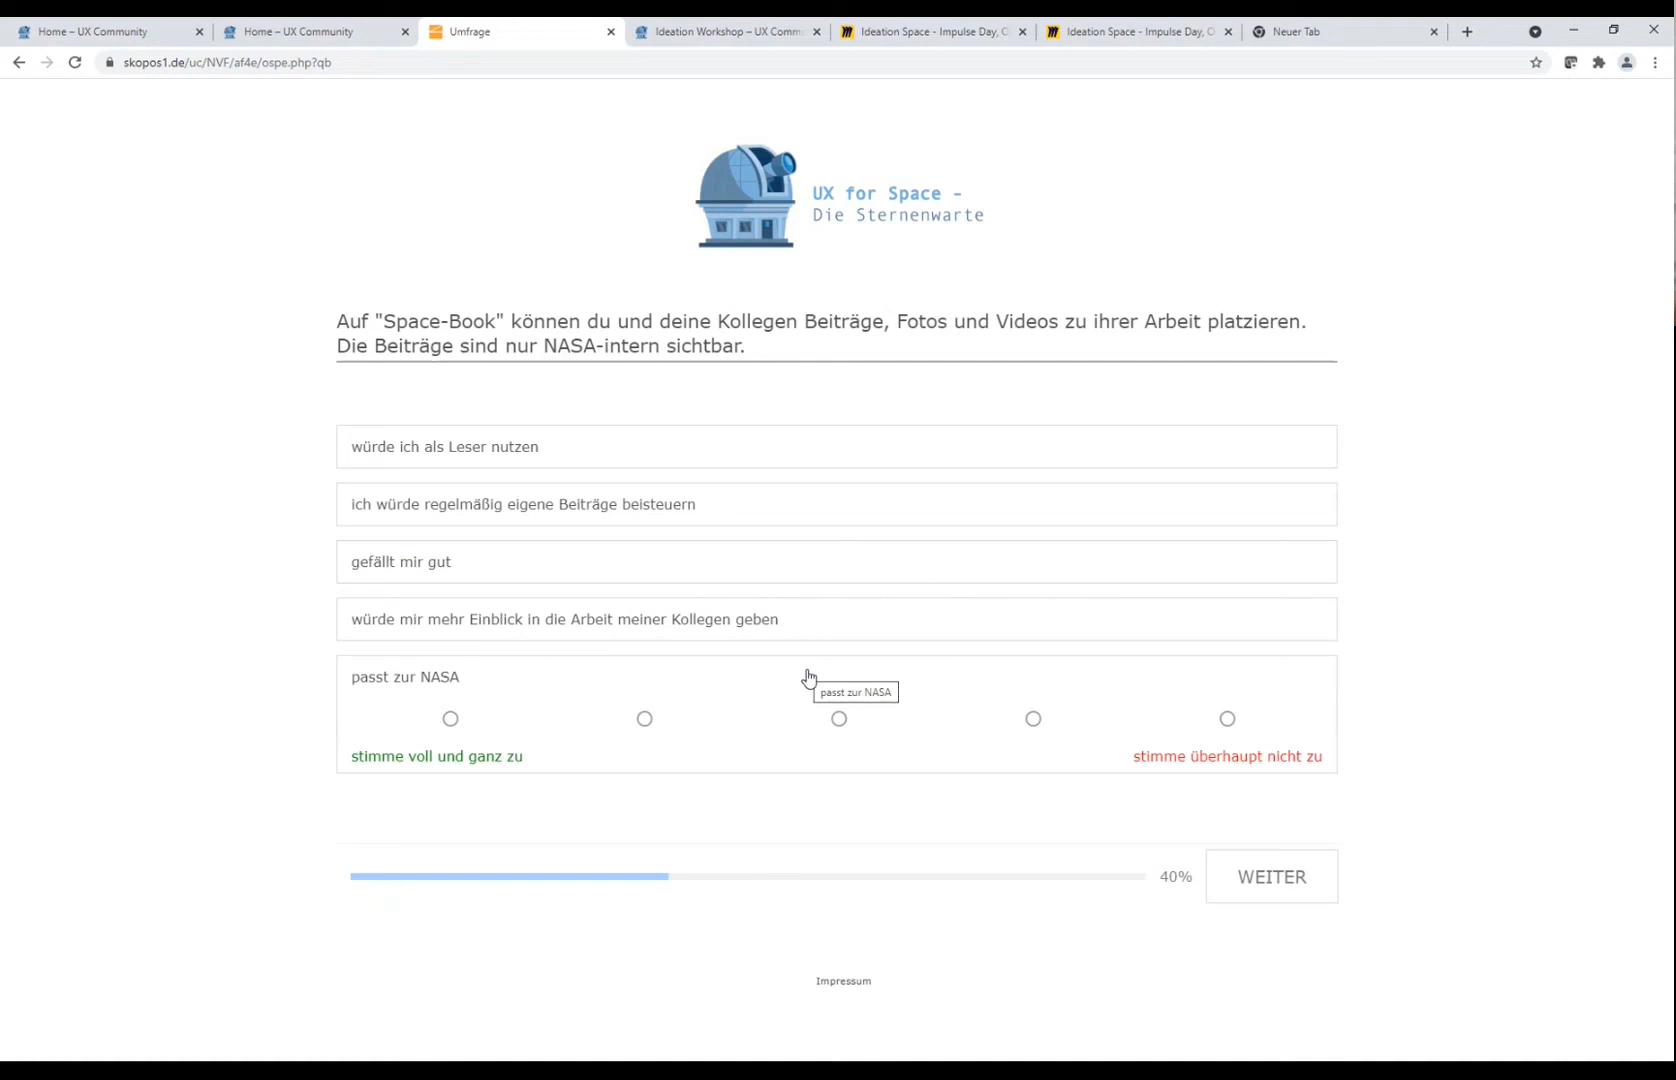 Home – UX Community
Home – UX Community
Umfrage
Ideation Workshop – UX Comm
Ideation Space - Impulse Day, O
Ideation Space - Impulse Day, O
Neuer Tab
skopos1.de/uc/NVF/af4e/ospe.php?qb
UX for Space -
Die Sternenwarte
Auf "Space-Book" können du und deine Kollegen Beiträge, Fotos und Videos zu ihrer Arbeit platzieren.
Die Beiträge sind nur NASA-intern sichtbar.
würde ich als Leser nutzen
ich würde regelmäßig eigene Beiträge beisteuern
gefällt mir gut
würde mir mehr Einblick in die Arbeit meiner Kollegen geben
passt zur NASA
passt zur NASA
stimme voll und ganz zu
stimme überhaupt nicht zu
40%
WEITER
Impressum